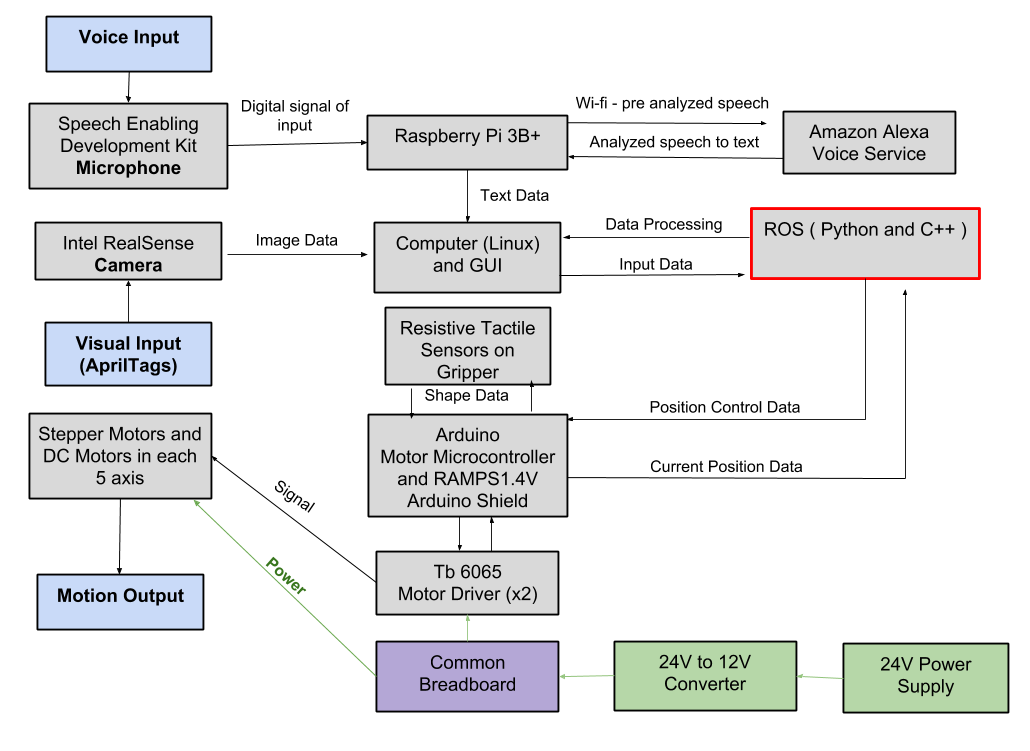 Voice Input
Speech Enabling
Development Kit
Microphone
Digital signal of
input
Raspberry Pi 3B+
Wi-fi - pre analyzed speech
Analyzed speech to text
Amazon Alexa
Voice Service
Text Data
Intel RealSense
Camera
Image Data
Computer (Linux)
and GUI
Data Processing
Input Data
ROS ( Python and C++ )
Visual Input
(AprilTags)
Resistive Tactile
Sensors on
Gripper
Shape Data
Stepper Motors and
DC Motors in each
5 axis
Arduino
Motor Microcontroller
and RAMPS1.4V
Arduino Shield
Position Control Data
Current Position Data
Signal
Power
Motion Output
Tb 6065
Motor Driver (x2)
Common
Breadboard
24V to 12V
Converter
24V Power
Supply